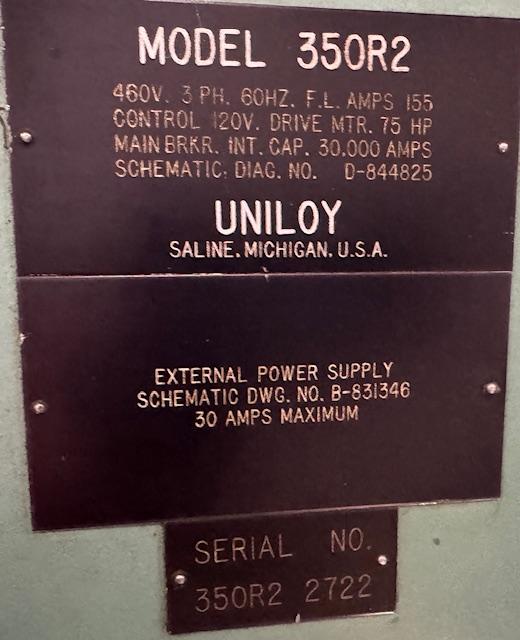 MODEL 350R2
460V. 3 PH. 60HZ. F.L. AMPS 155
CONTROL 120V. DRIVE MTR. 75 HP
MAIN BRKR. INT. CAP. 30,000 AMPS
SCHEMATIC, DIAG. NO. D-844825
UNILOY
SALINE, MICHIGAN, U.S.A.
EXTERNAL POWER SUPPLY
SCHEMATIC DWG. NO. B-831346
30 AMPS MAXIMUM
SERIAL NO.
350R2 2722